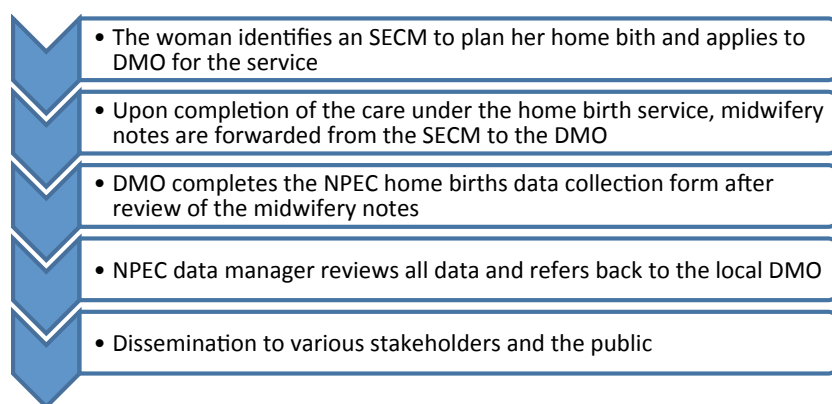 • The woman identifies an SECM to plan her home bith and applies to
DMO for the service
• Upon completion of the care under the home birth service, midwifery
notes are forwarded from the SECM to the DMO
• DMO completes the NPEC home births data collection form after
review of the midwifery notes
• NPEC data manager reviews all data and refers back to the local DMO
• Dissemination to various stakeholders and the public